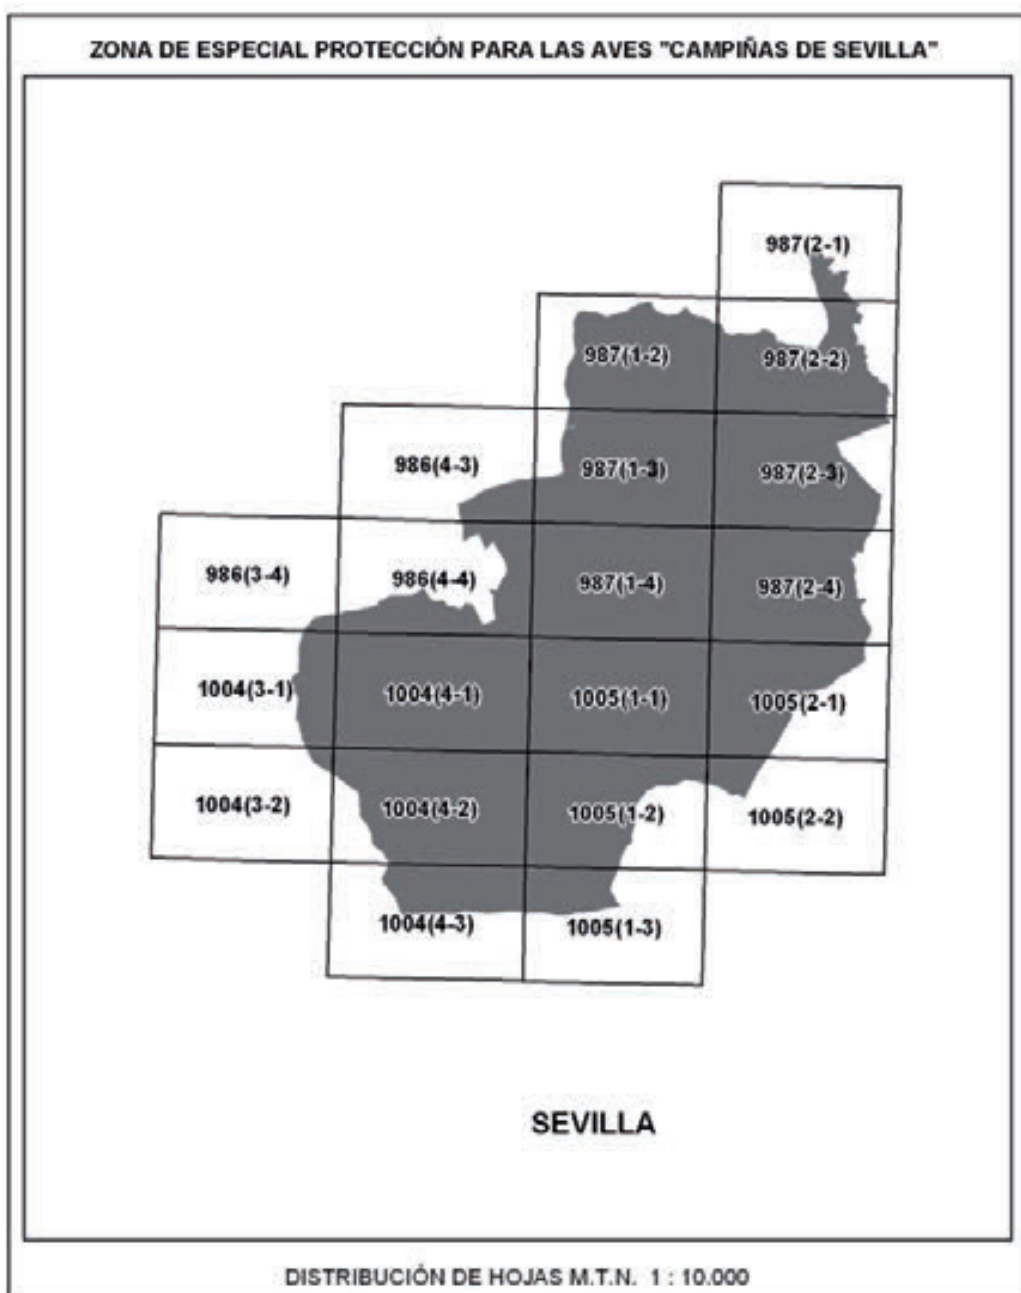 ZONA DE ESPECIAL PROTECCIÓN PARA LAS AVES "CAMPIÑAS DE SEVILLA"
987(2-1)
987(1-2) 987(2-2)
986(4-3) 987(1-3) 987(2-3)
986(3-4) 986(4-4) 987(1-4) 987(2-4)
1004(3-1) 1004(4-1) 1005(1-1) 1005(2-1)
1004(3-2) 1004(4-2) 1005(1-2) 1005(2-2)
1004(4-3) 1005(1-3)
SEVILLA
DISTRIBUCIÓN DE HOJAS M.T.N. 1 : 10.000